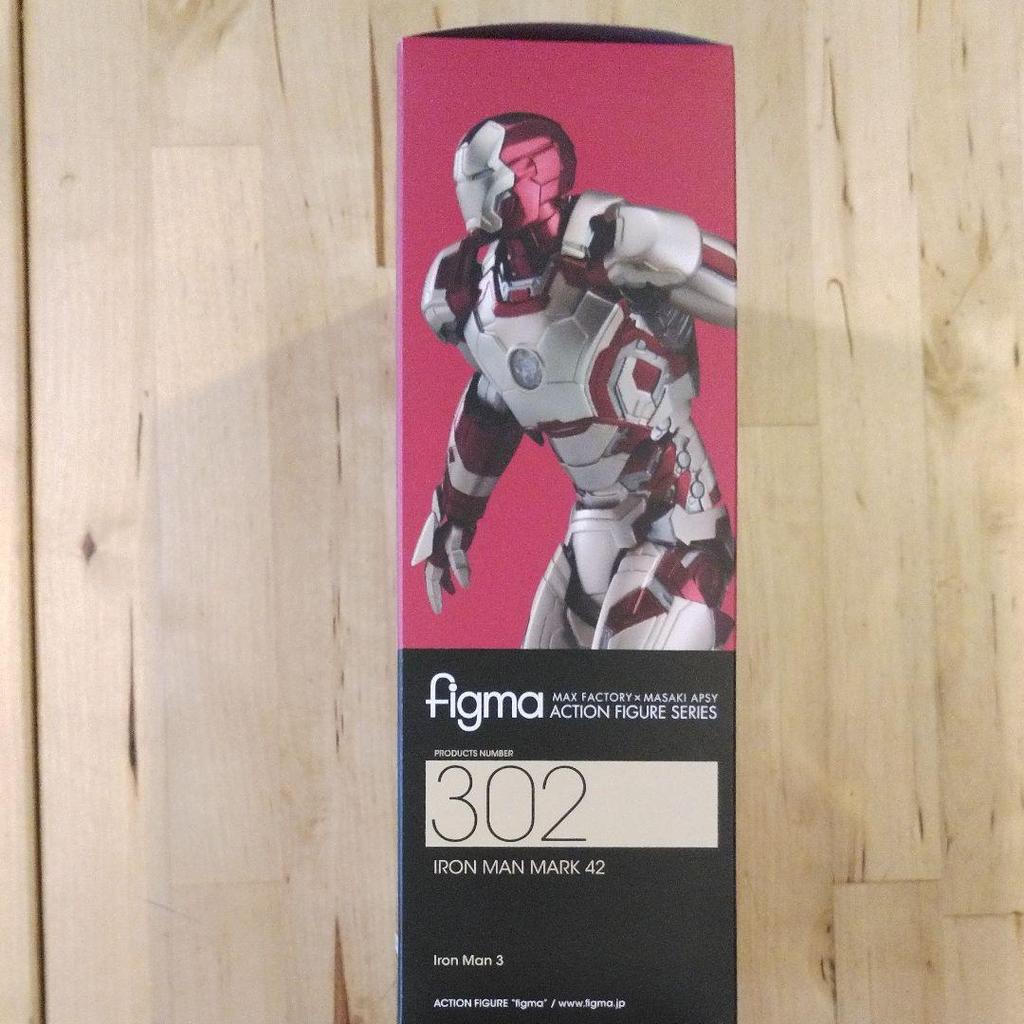 figma MAX FACTORY×MASAKI APSY
ACTION FIGURE SERIES
PRODUCTS NUMBER
302
IRON MAN MARK 42
Iron Man 3
ACTION FIGURE "figma" / www.figma.jp